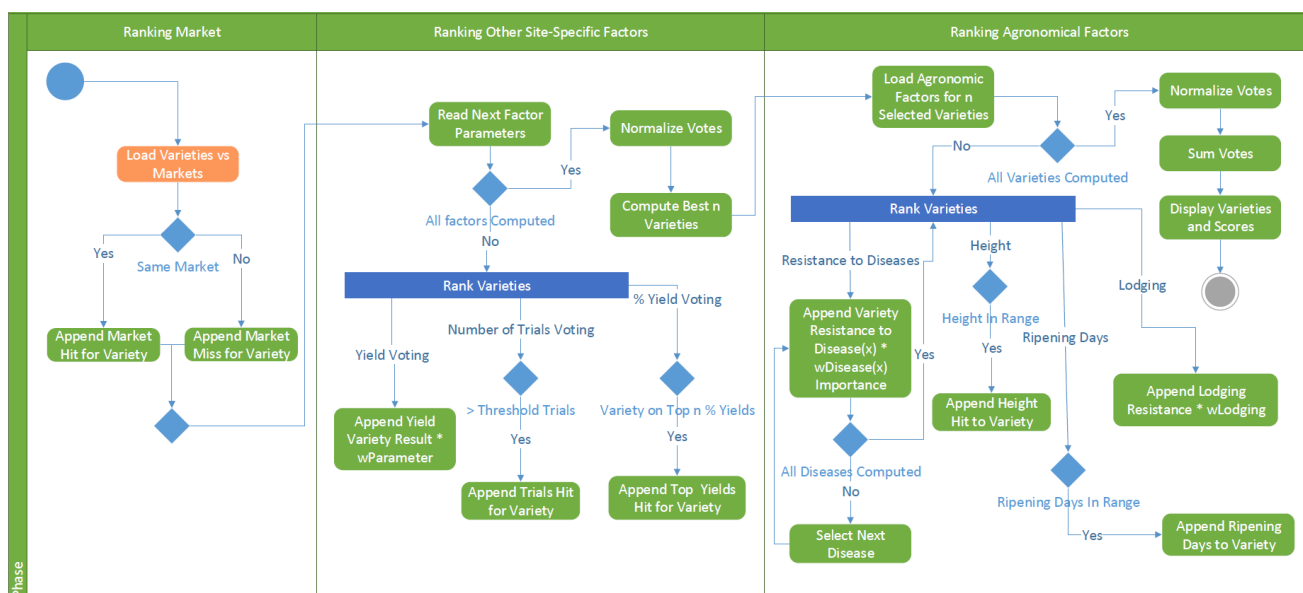 Ranking Market
Ranking Other Site-Specific Factors
Ranking Agronomical Factors
Phase
Load Varieties vs
Markets
Yes
Same Market
No
Append Market
Hit for Variety
Append Market
Miss for Variety
Read Next Factor
Parameters
Normalize Votes
Yes
All factors Computed
Compute Best n
Varieties
No
Rank Varieties
% Yield Voting
Number of Trials Voting
Yield Voting
> Threshold Trials
Variety on Top n % Yields
Append Yield
Variety Result *
wParameter
Yes
Yes
Append Trials Hit
for Variety
Append Top Yields
Hit for Variety
Load Agronomic
Factors for n
Selected Varieties
Normalize Votes
Yes
No
Sum Votes
All Varieties Computed
Rank Varieties
Display Varieties
and Scores
Height
Resistance to Diseases
Lodging
Append Variety
Resistance to
Disease(x) *
wDisease(x)
Importance
Height In Range
Ripening Days
Yes
Yes
Append Lodging
Resistance * wLodging
Append Height
Hit to Variety
All Diseases Computed
No
Ripening Days In Range
Select Next
Disease
Yes
Append Ripening
Days to Variety